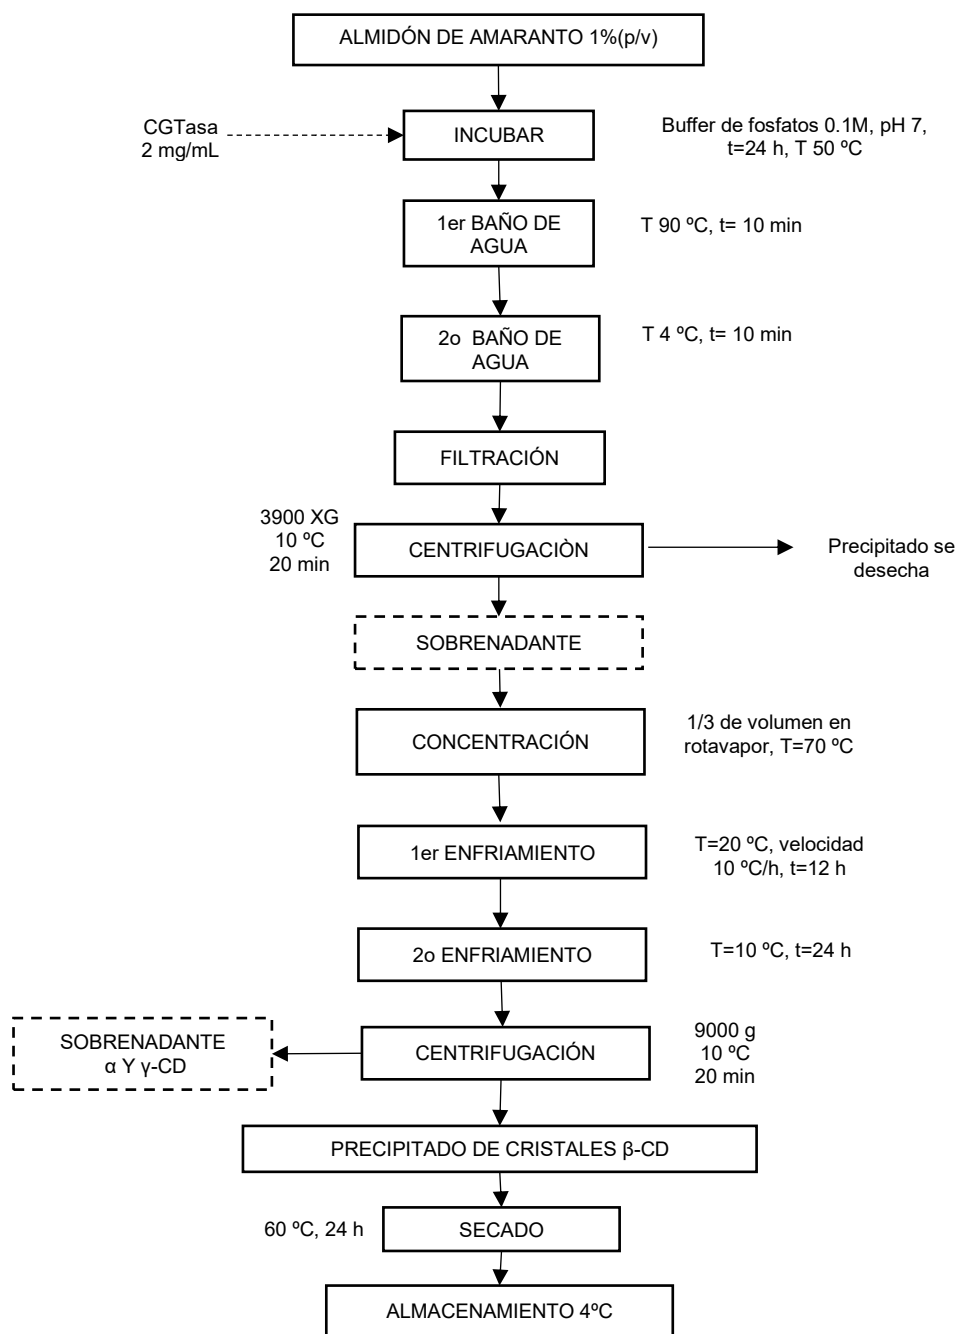 ALMIDÓN DE AMARANTO 1%(p/v)
CGTasa
2 mg/mL
INCUBAR
Buffer de fosfatos 0.1M, pH 7,
t=24 h, T 50 ºC
1er BAÑO DE
AGUA
T 90 ºC, t= 10 min
2o  BAÑO DE
AGUA
T 4 ºC, t= 10 min
FILTRACIÓN
3900 XG
10 ºC
20 min
CENTRIFUGACIÒN
Precipitado se
desecha
SOBRENADANTE
CONCENTRACIÓN
1/3 de volumen en
rotavapor, T=70 ºC
1er ENFRIAMIENTO
T=20 ºC, velocidad
10 ºC/h, t=12 h
2o ENFRIAMIENTO
T=10 ºC, t=24 h
SOBRENADANTE
α Y γ-CD
CENTRIFUGACIÓN
9000 g
10 ºC
20 min
PRECIPITADO DE CRISTALES β-CD
60 ºC, 24 h
SECADO
ALMACENAMIENTO 4ºC